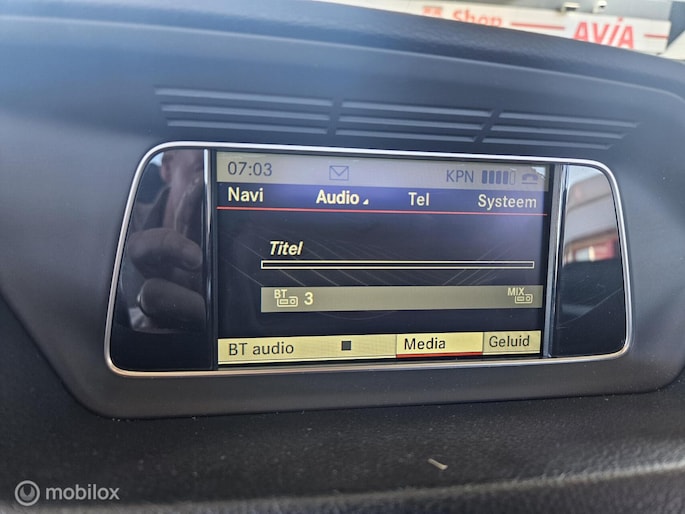 Shop
AVIA
07:03 KPN
Navi Audio Tel Systeem
Titel
BT 3 MIX
BT audio Media Geluid
mobilox